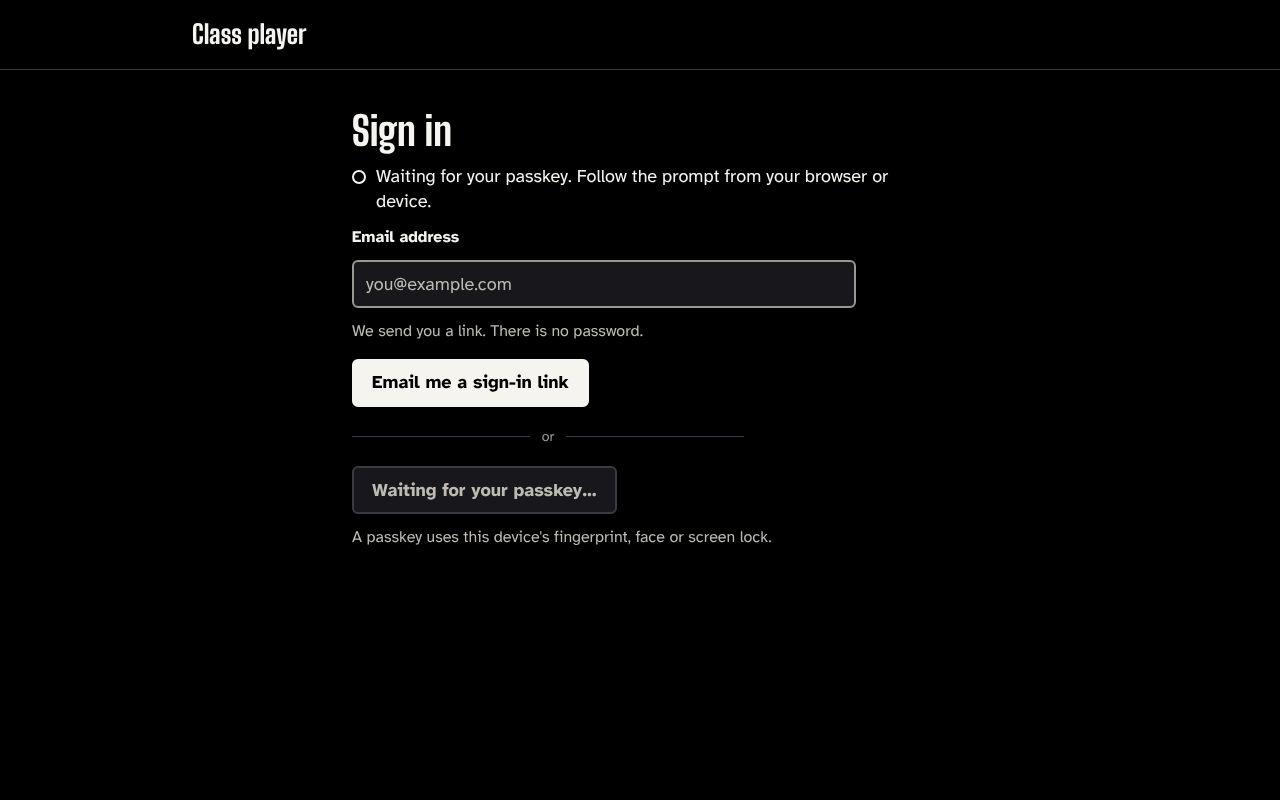 Class player
Sign in
Waiting for your passkey. Follow the prompt from your browser or
device.
Email address
you@example.com
We send you a link. There is no password.
Email me a sign-in link
or
Waiting for your passkey…
A passkey uses this device's fingerprint, face or screen lock.